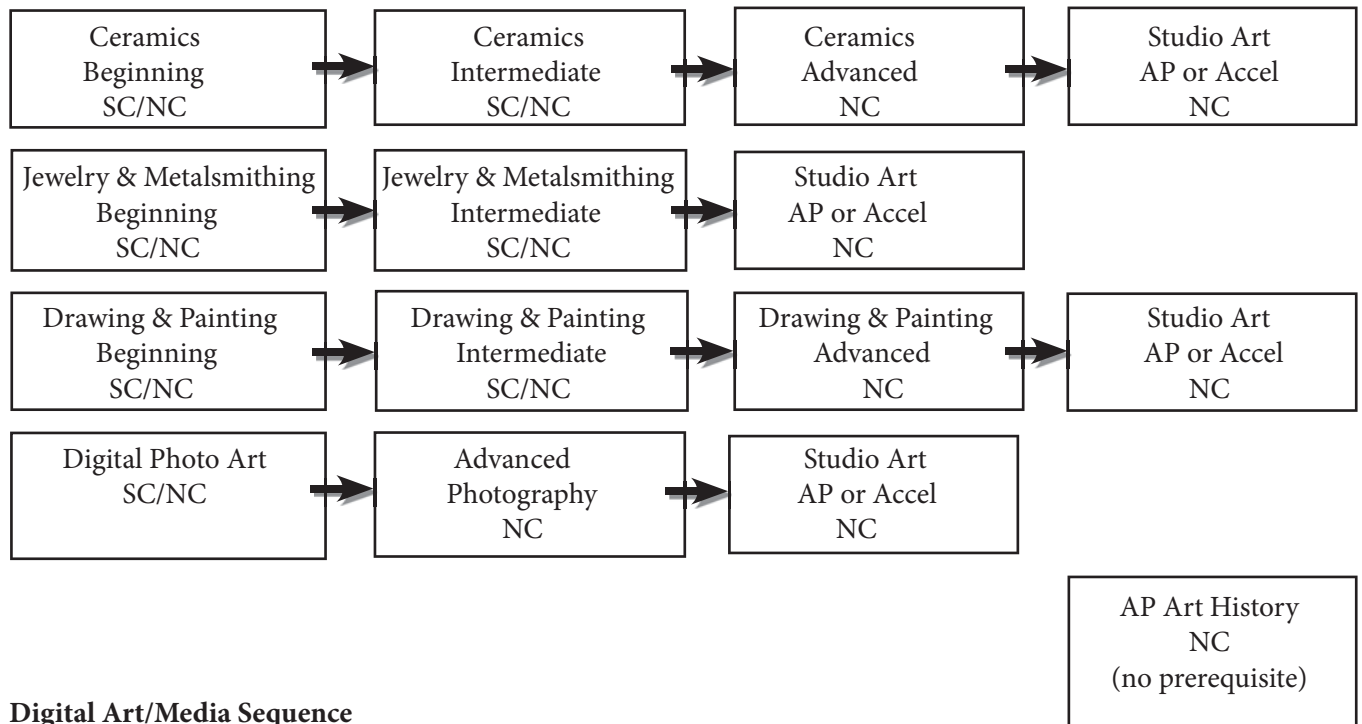 Ceramics
Beginning
SC/NC
Ceramics
Intermediate
SC/NC
Ceramics
Advanced
NC
Studio Art
AP or Accel
NC
Jewelry & Metalsmithing
Beginning
SC/NC
Jewelry & Metalsmithing
Intermediate
SC/NC
Studio Art
AP or Accel
NC
Drawing & Painting
Beginning
SC/NC
Drawing & Painting
Intermediate
SC/NC
Drawing & Painting
Advanced
NC
Studio Art
AP or Accel
NC
Digital Photo Art
SC/NC
Advanced
Photography
NC
Studio Art
AP or Accel
NC
AP Art History
NC
(no prerequisite)
Digital Art/Media Sequence